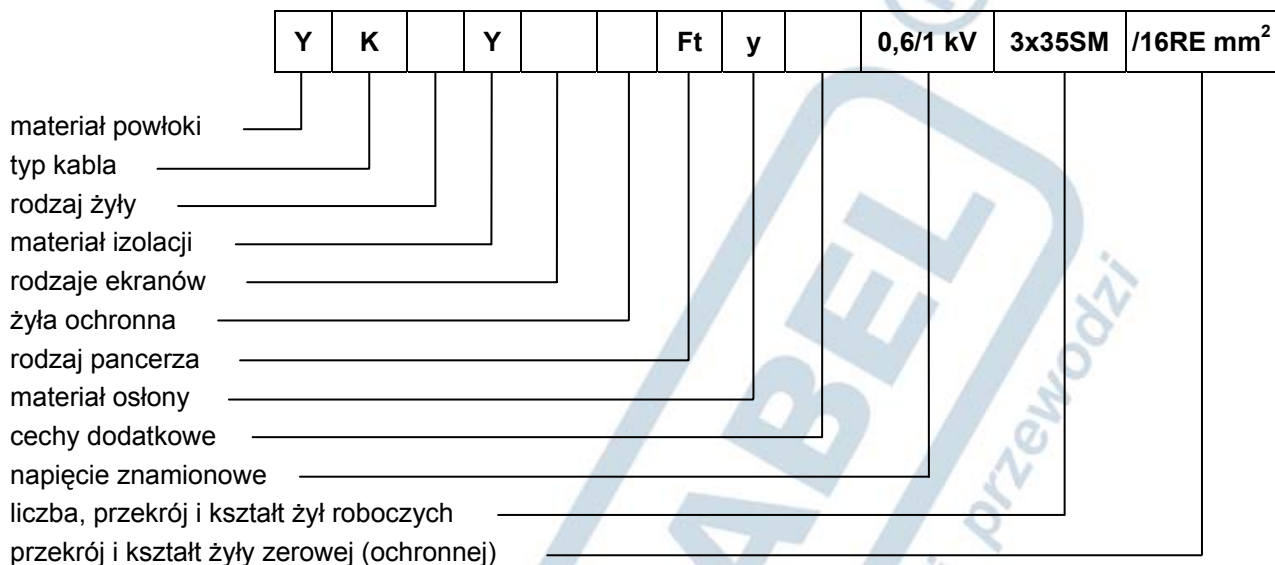 Y K Y Ft y 0,6/1 kV 3x35SM /16RE mm²
materiał powłoki
typ kabla
rodzaj żyły
materiał izolacji
rodzaje ekranów
żyła ochronna
rodzaj pancerza
materiał osłony
cechy dodatkowe
napięcie znamionowe
liczba, przekrój i kształt żył roboczych
przekrój i kształt żyły zerowej (ochronnej)
ABEL
przewodzi